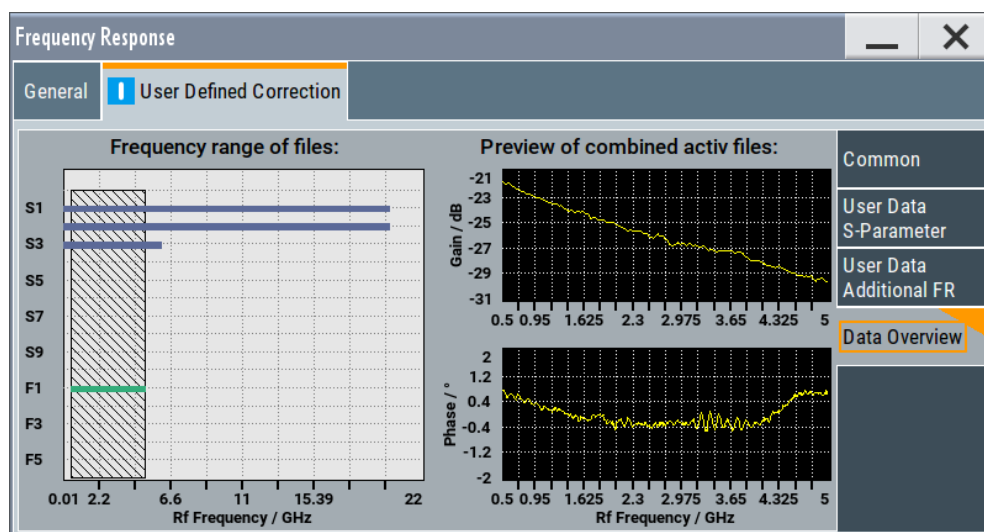 Frequency Response
General
User Defined Correction
Frequency range of files:
S1
S3
S5
S7
S9
F1
F3
F5
0.01 2.2 6.6 11 15.39 22
Rf Frequency / GHz
Preview of combined activ files:
-21
-23
-25
-27
-29
-31
Gain / dB
0.5 0.95 1.625 2.3 2.975 3.65 4.325 5
2
1.2
0.4
-0.4
-1.2
-2
Phase / °
0.5 0.95 1.625 2.3 2.975 3.65 4.325 5
Rf Frequency / GHz
Common
User Data
S-Parameter
User Data
Additional FR
Data Overview